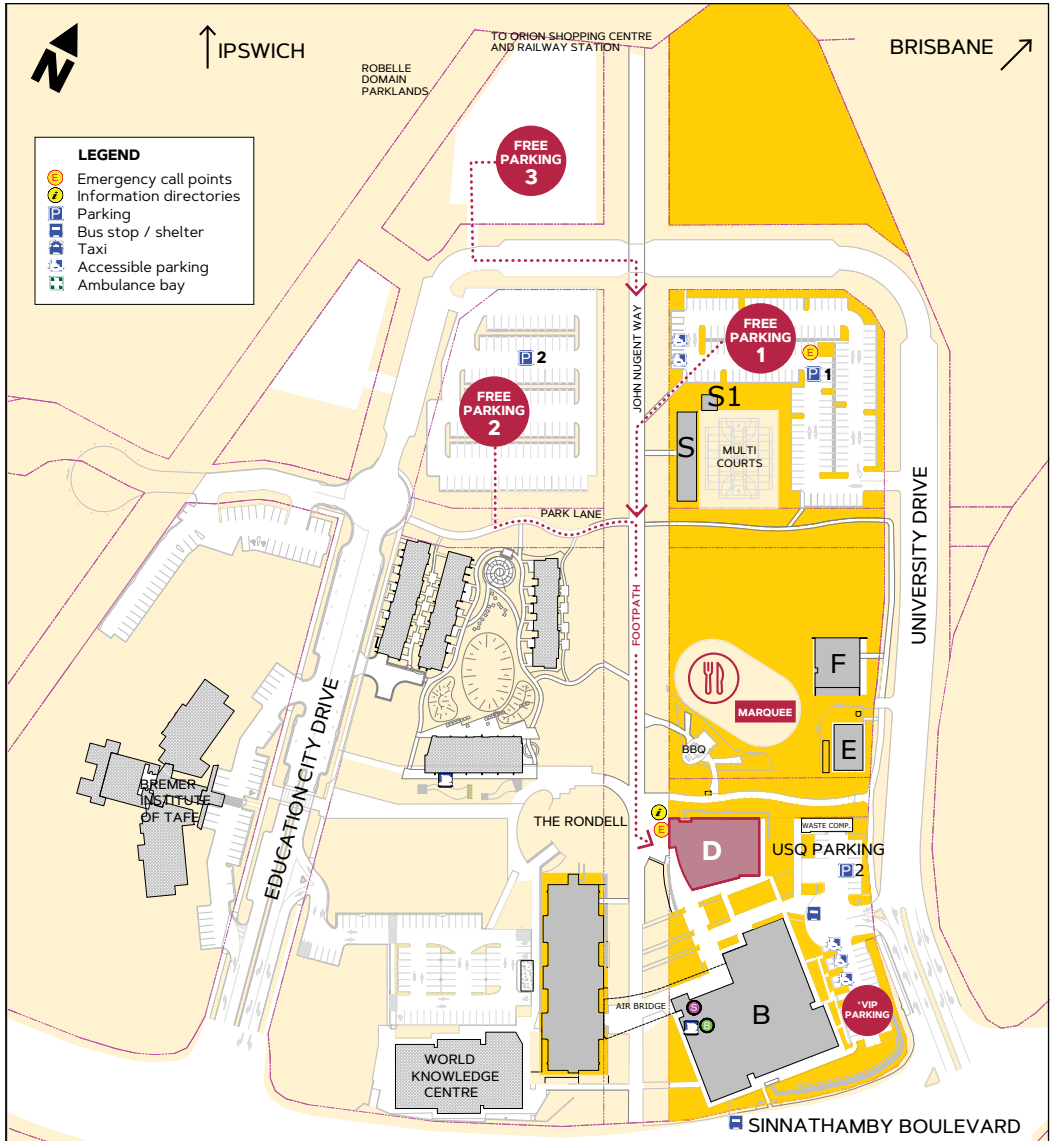 TO ORION SHOPPING CENTRE
AND RAILWAY STATION
IPSWICH
BRISBANE
N
ROBELLE
DOMAIN
PARKLANDS
LEGEND
E Emergency call points
i Information directories
P Parking
Bus stop / shelter
Taxi
Accessible parking
Ambulance bay
FREE
PARKING
3
JOHN NUGENT WAY
FREE
PARKING
1
E
P 2
P 1
FREE
PARKING
2
S1
S
MULTI
COURTS
PARK LANE
UNIVERSITY DRIVE
FOOTPATH
F
MARQUEE
E
BBQ
EDUCATION CITY DRIVE
BREMER
INSTITUTE
OF TAFE
THE RONDELL
i
E
D
WASTE COMP.
USQ PARKING
P 2
AIR BRIDGE
S
B
B
*VIP
PARKING
WORLD
KNOWLEDGE
CENTRE
SINNATHAMBY BOULEVARD